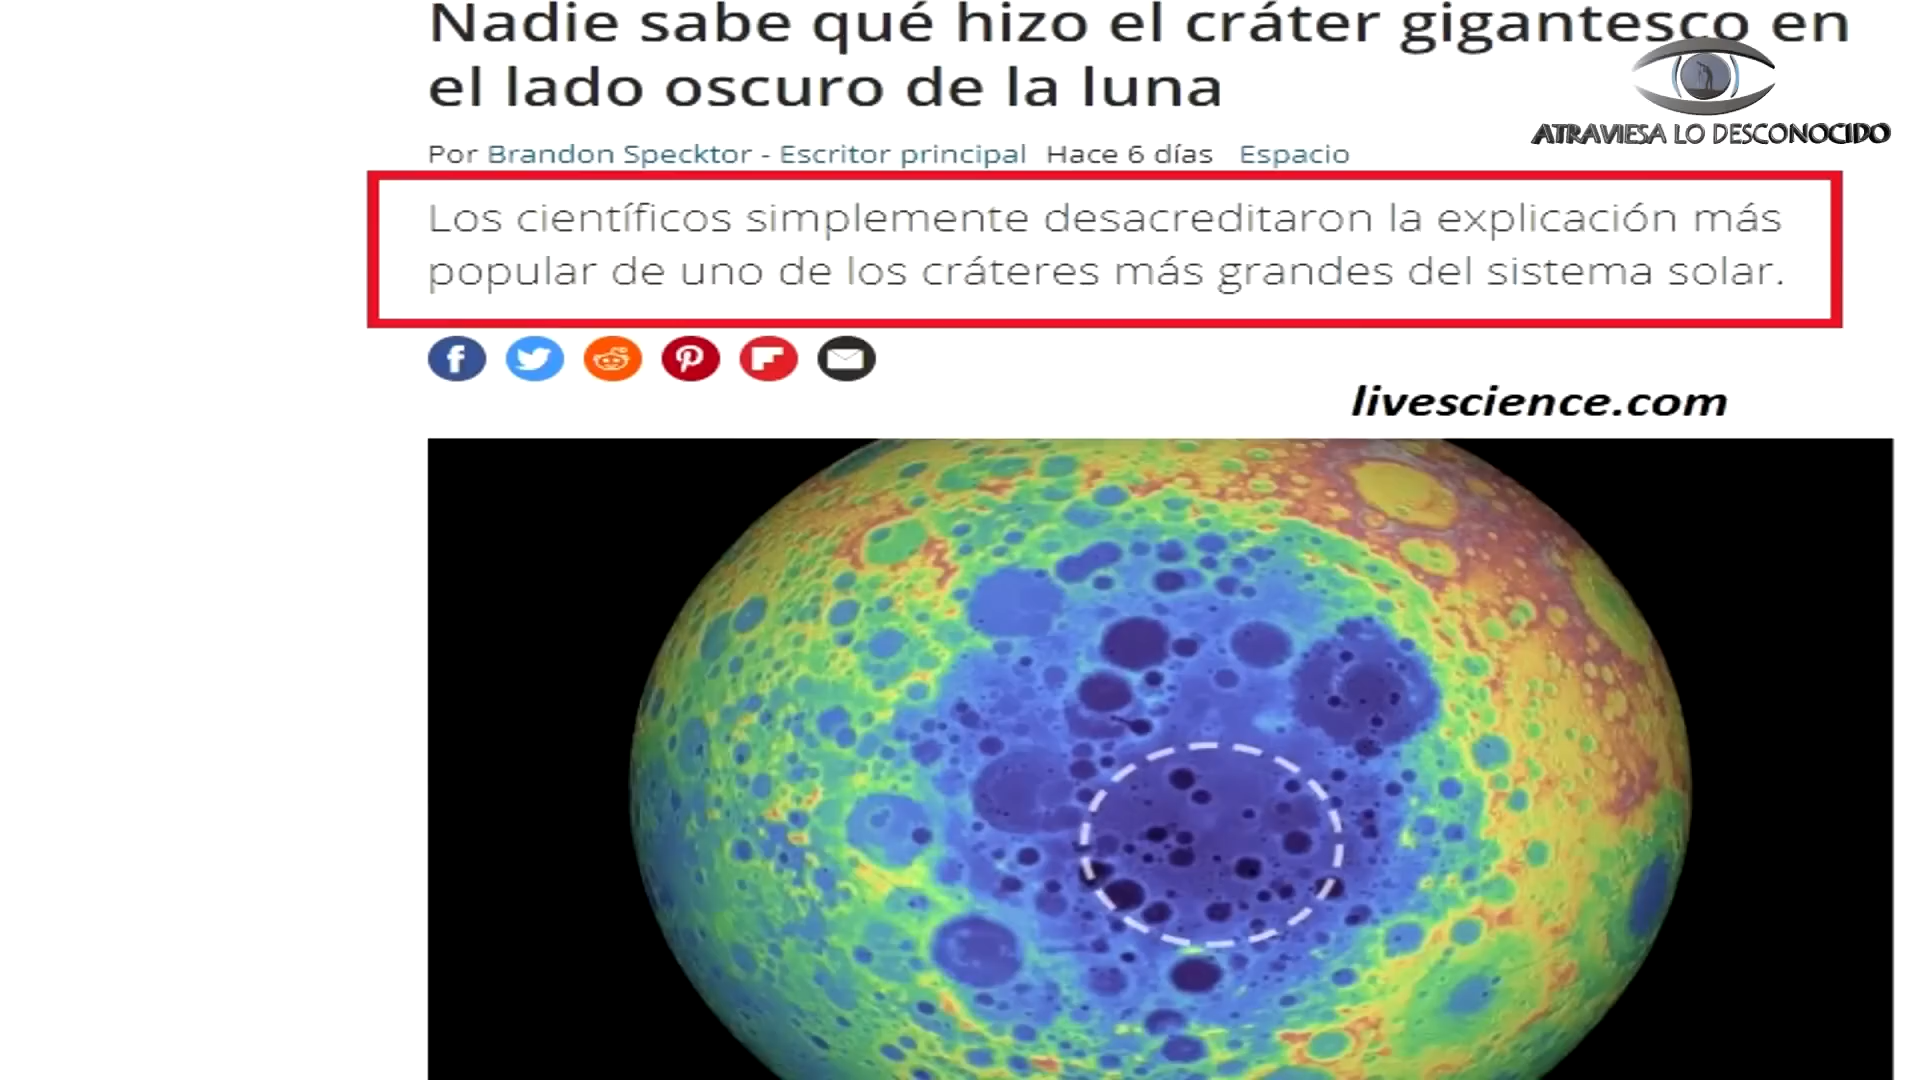 Nadie sabe qué hizo el cráter gigantesco en
el lado oscuro de la luna
ATRAVIESA LO DESCONOCIDO
Por Brandon Specktor - Escritor principal Hace 6 días Espacio
Los científicos simplemente desacreditaron la explicación más
popular de uno de los cráteres más grandes del sistema solar.
livescience.com